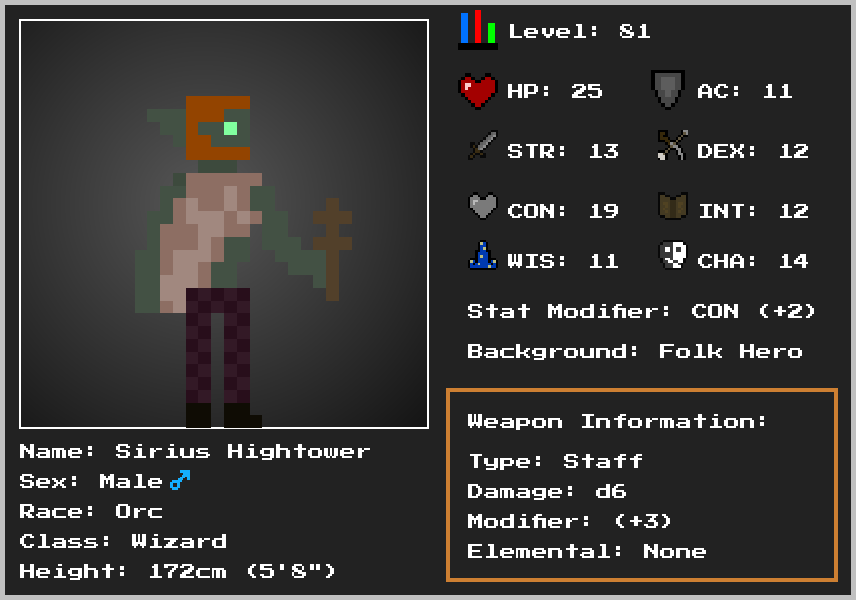 Level: 81
HP: 25
AC: 11
STR: 13
DEX: 12
CON: 19
INT: 12
WIS: 11
CHA: 14
Stat Modifier: CON (+2)
Background: Folk Hero
Weapon Information:
Type: Staff
Damage: d6
Modifier: (+3)
Elemental: None
Name: Sirius Hightower
Sex: Male♂
Race: Orc
Class: Wizard
Height: 172cm (5'8")